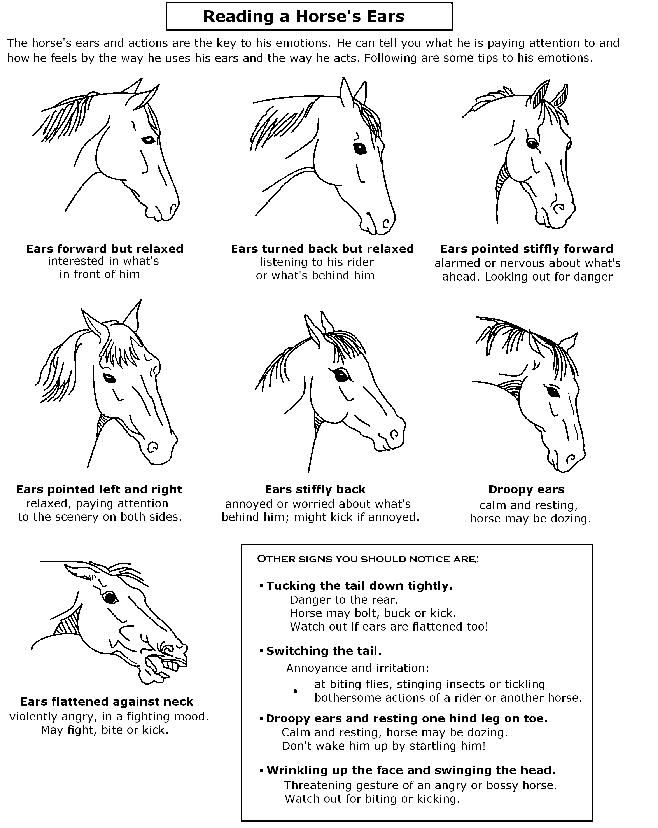 Reading a Horse's Ears
The horse's ears and actions are the key to his emotions. He can tell you what he is paying attention to and
how he feels by the way he uses his ears and the way he acts. Following are some tips to his emotions.
Ears forward but relaxed
interested in what's
in front of him
Ears turned back but relaxed
listening to his rider
or what's behind him
Ears pointed stiffly forward
alarmed or nervous about what's
ahead. Looking out for danger
Ears pointed left and right
relaxed, paying attention
to the scenery on both sides.
Ears stiffly back
annoyed or worried about what's
behind him; might kick if annoyed.
Droopy ears
calm and resting,
horse may be dozing.
Ears flattened against neck
violently angry, in a fighting mood.
May fight, bite or kick.
OTHER SIGNS YOU SHOULD NOTICE ARE:
▪ Tucking the tail down tightly.
Danger to the rear.
Horse may bolt, buck or kick.
Watch out if ears are flattened too!
▪ Switching the tail.
Annoyance and irritation:
• at biting flies, stinging insects or tickling
bothersome actions of a rider or another horse.
▪ Droopy ears and resting one hind leg on toe.
Calm and resting, horse may be dozing.
Don't wake him up by startling him!
▪ Wrinkling up the face and swinging the head.
Threatening gesture of an angry or bossy horse.
Watch out for biting or kicking.